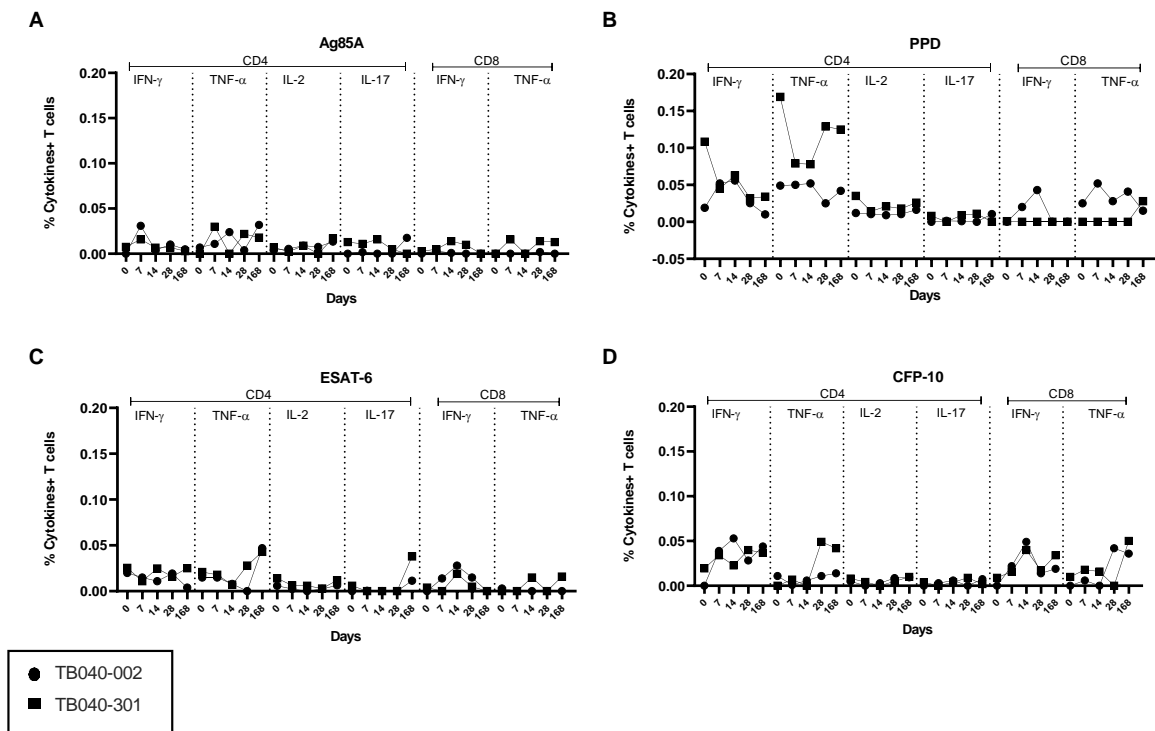 A
Ag85A
CD4
CD8
IFN-γ
TNF-α
IL-2
IL-17
IFN-γ
TNF-α
0.20
0.15
0.10
0.05
0.00
% Cytokines+ T cells
0 7 14 28 168 0 7 14 28 168 0 7 14 28 168 0 7 14 28 168 0 7 14 28 168 0 7 14 28 168
Days
B
PPD
CD4
CD8
IFN-γ
TNF-α
IL-2
IL-17
IFN-γ
TNF-α
0.20
0.15
0.10
0.05
0.00
-0.05
% Cytokines+ T cells
0 7 14 28 168 0 7 14 28 168 0 7 14 28 168 0 7 14 28 168 0 7 14 28 168 0 7 14 28 168
Days
C
ESAT-6
CD4
CD8
IFN-γ
TNF-α
IL-2
IL-17
IFN-γ
TNF-α
0.20
0.15
0.10
0.05
0.00
% Cytokines+ T cells
0 7 14 28 168 0 7 14 28 168 0 7 14 28 168 0 7 14 28 168 0 7 14 28 168 0 7 14 28 168
Days
D
CFP-10
CD4
CD8
IFN-γ
TNF-α
IL-2
IL-17
IFN-γ
TNF-α
0.20
0.15
0.10
0.05
0.00
% Cytokines+ T cells
0 7 14 28 168 0 7 14 28 168 0 7 14 28 168 0 7 14 28 168 0 7 14 28 168 0 7 14 28 168
Days
TB040-002
TB040-301